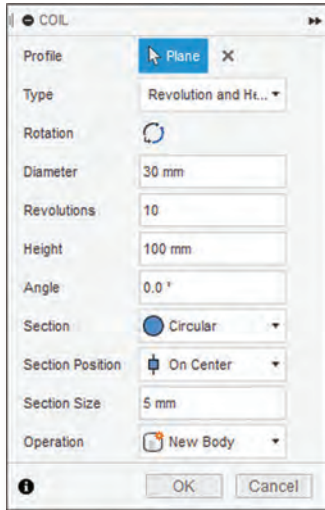 COIL
Profile Plane
Type Revolution and He...
Rotation
Diameter 30 mm
Revolutions 10
Height 100 mm
Angle 0.0 °
Section Circular
Section Position On Center
Section Size 5 mm
Operation New Body
OK Cancel